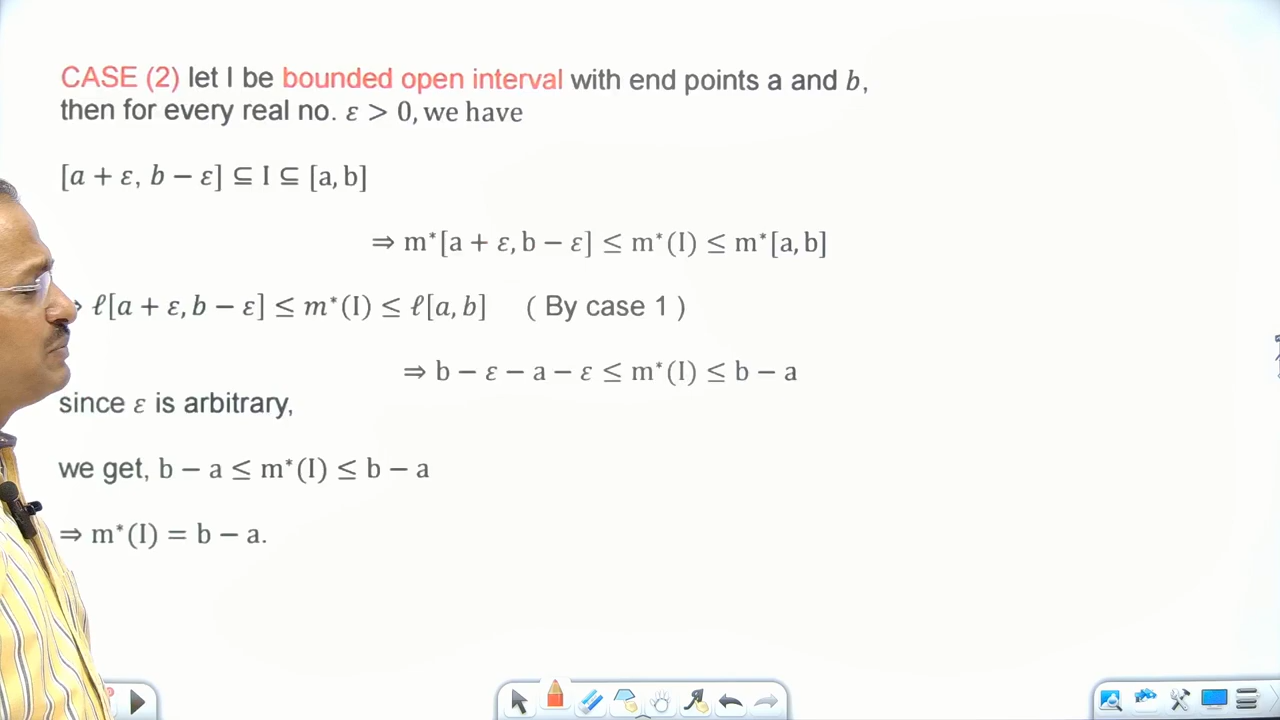 CASE (2) let I be bounded open interval with end points a and b,
then for every real no. ε > 0, we have
[a + ε, b − ε] ⊆ I ⊆ [a, b]
⇒ m*[a + ε, b − ε] ≤ m*(I) ≤ m*[a, b]
ℓ[a + ε, b − ε] ≤ m*(I) ≤ ℓ[a, b] ( By case 1 )
⇒ b − ε − a − ε ≤ m*(I) ≤ b − a
since ε is arbitrary,
we get, b − a ≤ m*(I) ≤ b − a
⇒ m*(I) = b − a.